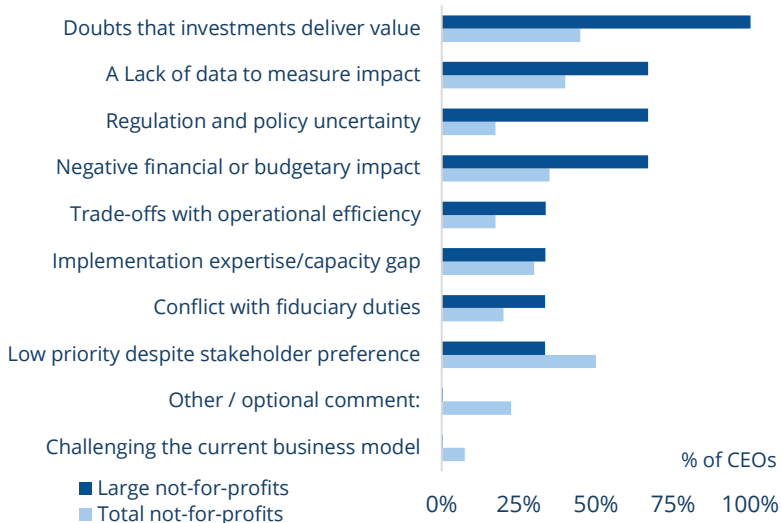 Doubts that investments deliver value
A Lack of data to measure impact
Regulation and policy uncertainty
Negative financial or budgetary impact
Trade-offs with operational efficiency
Implementation expertise/capacity gap
Conflict with fiduciary duties
Low priority despite stakeholder preference
Other / optional comment:
Challenging the current business model
% of CEOs
Large not-for-profits
Total not-for-profits
0% 25% 50% 75% 100%